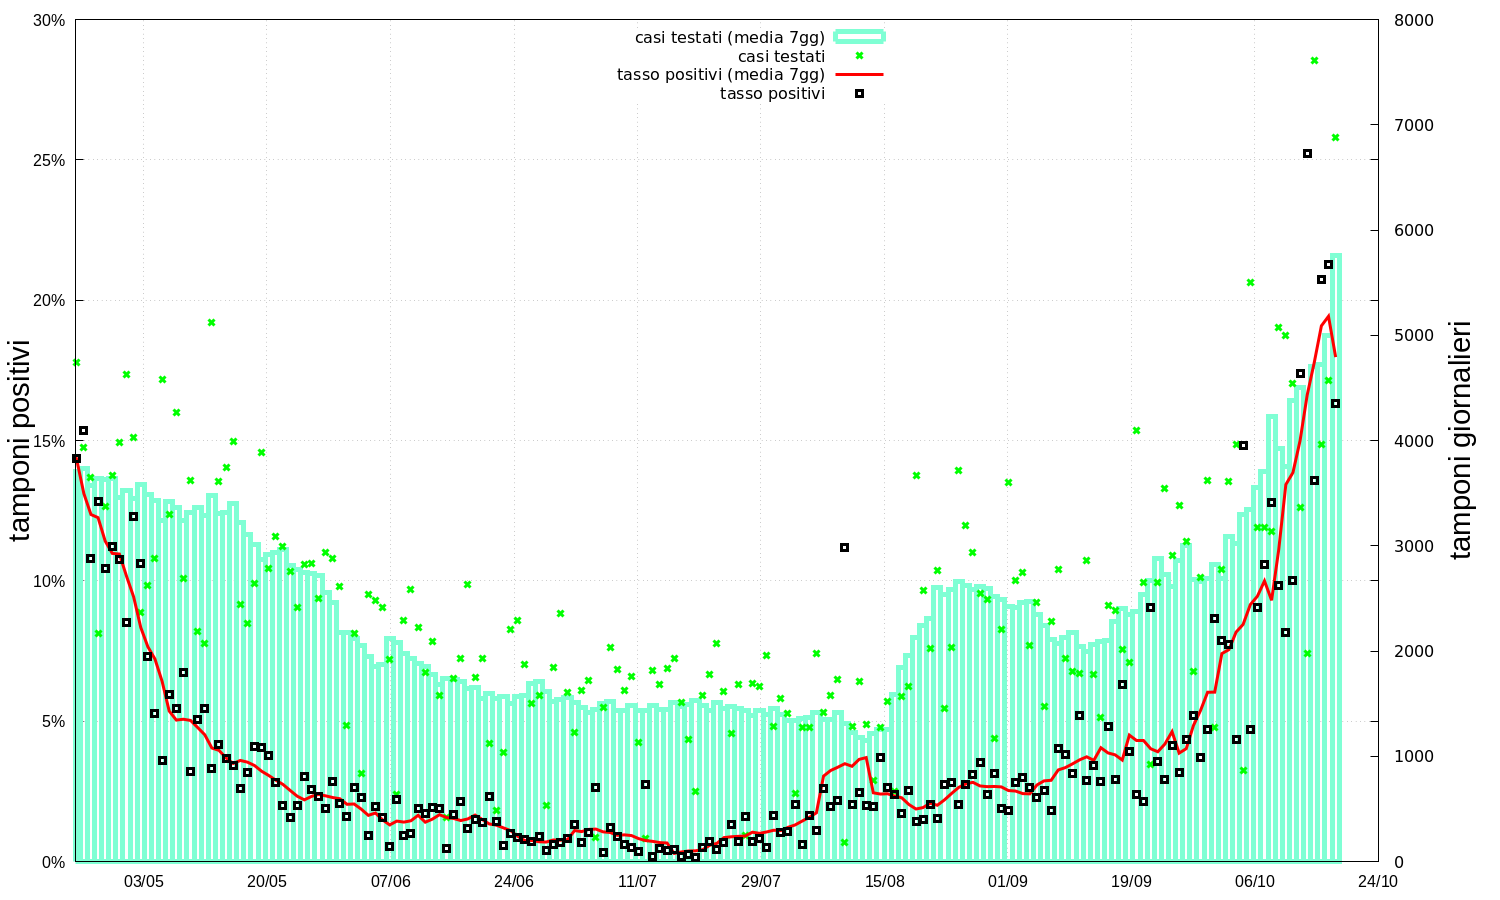 30%
25%
20%
15%
10%
5%
0%
tamponi positivi
casi testati (media 7gg)
casi testati
tasso positivi (media 7gg)
tasso positivi
8000
7000
6000
5000
4000
3000
2000
1000
0
tamponi giornalieri
03/05 20/05 07/06 24/06 11/07 29/07 15/08 01/09 19/09 06/10 24/10